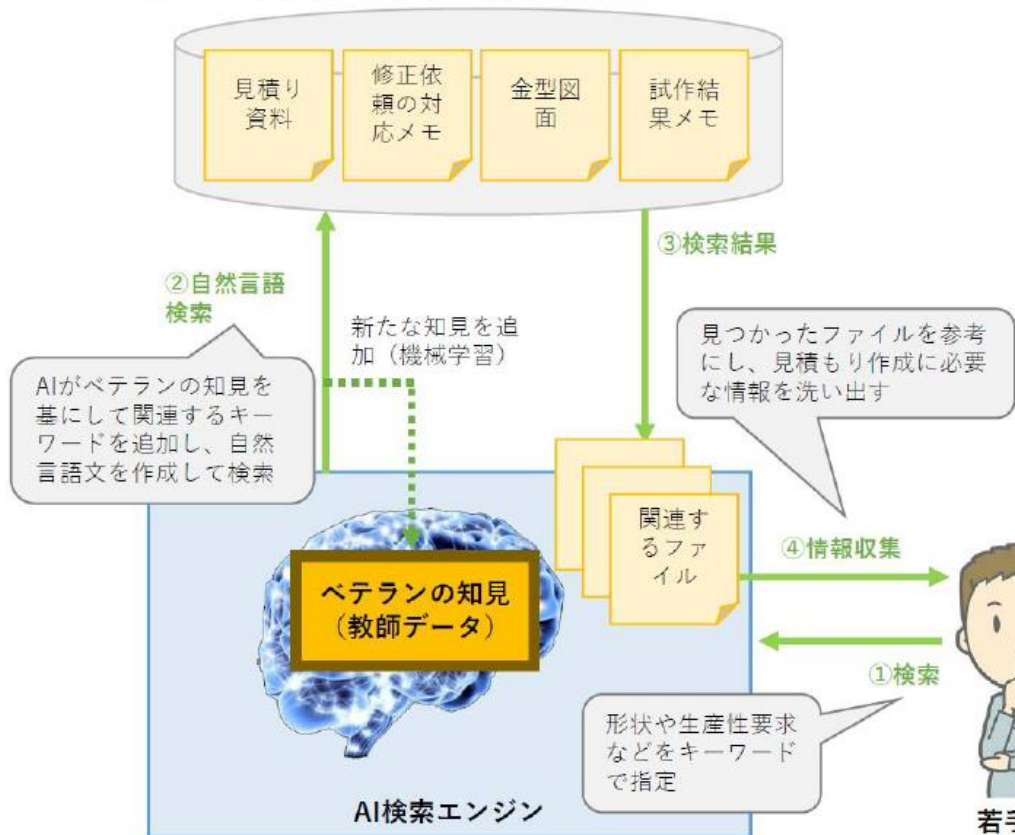 見積り
資料
修正依
頼の対
応メモ
金型図
面
試作結
果メモ
③検索結果
②自然言語
検索
新たな知見を追
加（機械学習）
見つかったファイルを参考
にし、見積もり作成に必要
な情報を洗い出す
AIがベテランの知見を
基にして関連するキー
ワードを追加し、自然
言語文を作成して検索
関連す
るファ
イル
④情報収集
ベテランの知見
（教師データ）
①検索
形状や生産性要求
などをキーワード
で指定
AI検索エンジン
若手